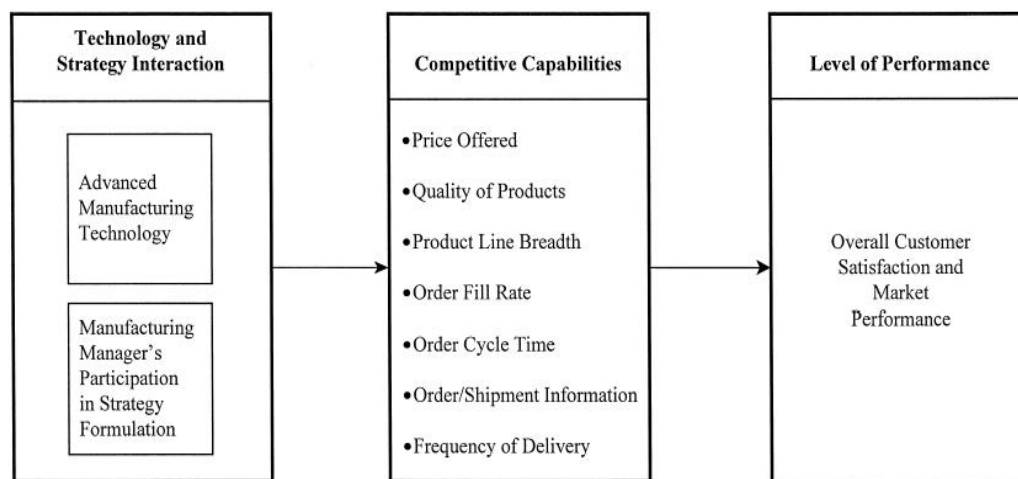 Technology and
Strategy Interaction
Advanced
Manufacturing
Technology
Manufacturing
Manager's
Participation
in Strategy
Formulation
Competitive Capabilities
•Price Offered
•Quality of Products
•Product Line Breadth
•Order Fill Rate
•Order Cycle Time
•Order/Shipment Information
•Frequency of Delivery
Level of Performance
Overall Customer
Satisfaction and
Market
Performance